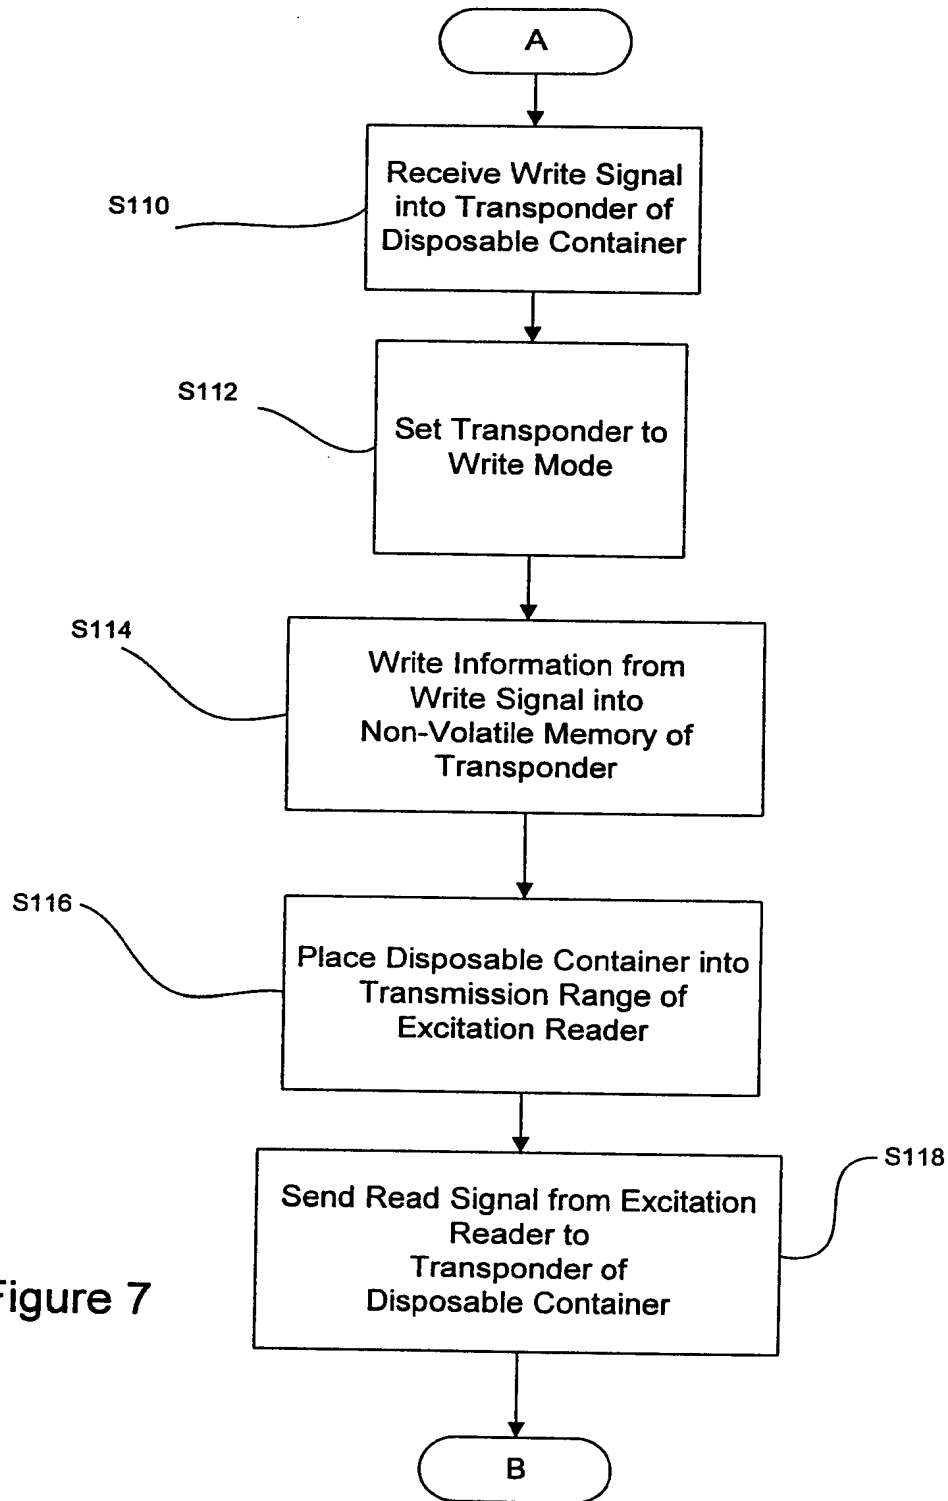 A
S110
Receive Write Signal
into Transponder of
Disposable Container
S112
Set Transponder to
Write Mode
S114
Write Information from
Write Signal into
Non-Volatile Memory of
Transponder
S116
Place Disposable Container into
Transmission Range of
Excitation Reader
S118
Send Read Signal from Excitation
Reader to
Transponder of
Disposable Container
Figure 7
B